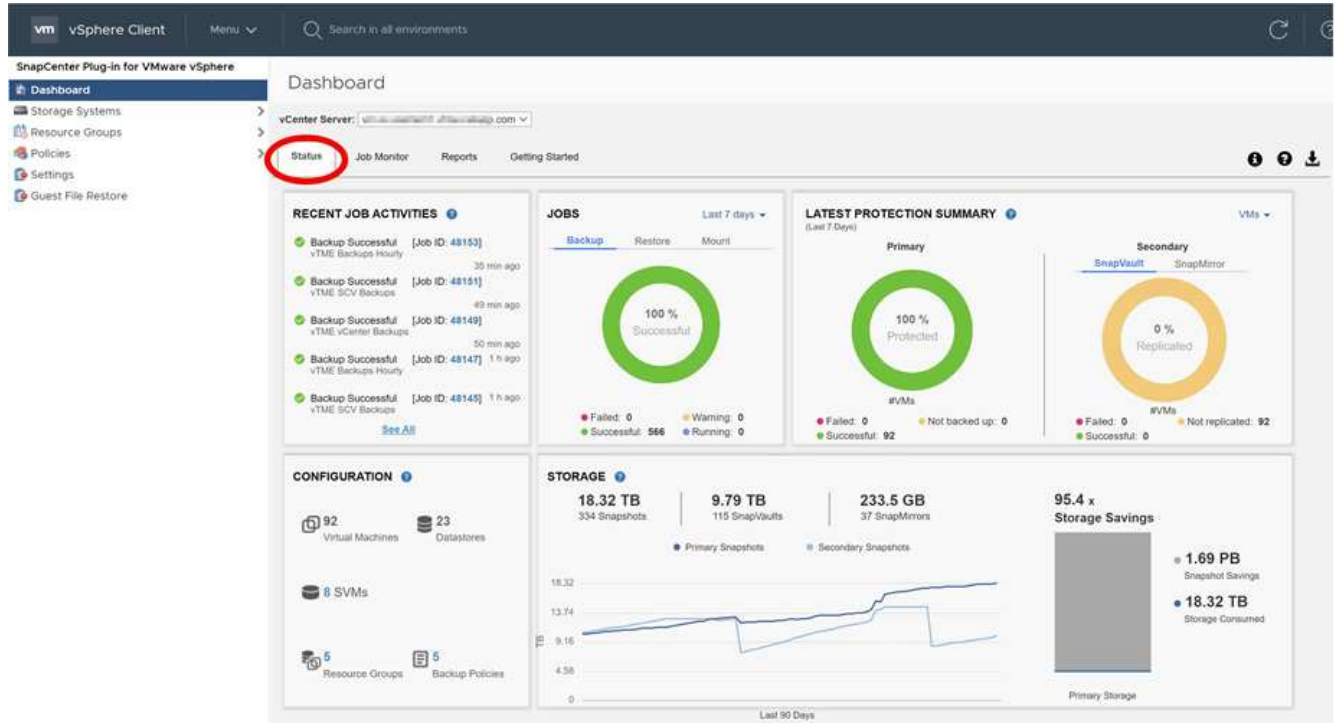 vm vSphere Client Menu Search in all environments
SnapCenter Plug-in for VMware vSphere
Dashboard
Storage Systems
Resource Groups
Policies
Settings
Guest File Restore
Dashboard
vCenter Server: .com
Status Job Monitor Reports Getting Started
RECENT JOB ACTIVITIES
Backup Successful [Job ID: 48153]
vTME Backups Hourly
35 min ago
Backup Successful [Job ID: 48151]
vTME SCV Backups
49 min ago
Backup Successful [Job ID: 48149]
vTME vCenter Backups
50 min ago
Backup Successful [Job ID: 48147] 1 h ago
vTME Backups Hourly
Backup Successful [Job ID: 48145] 1 h ago
vTME SCV Backups
See All
JOBS Last 7 days
Backup Restore Mount
100 %
Successful
Failed: 0 Warning: 0
Successful: 566 Running: 0
LATEST PROTECTION SUMMARY VMs
(Last 7 Days)
Primary
100 %
Protected
#VMs
Failed: 0 Not backed up: 0
Successful: 92
Secondary
SnapVault SnapMirror
0 %
Replicated
#VMs
Failed: 0 Not replicated: 92
Successful: 0
CONFIGURATION
92
Virtual Machines
23
Datastores
8 SVMs
5
Resource Groups
5
Backup Policies
STORAGE
18.32 TB
334 Snapshots
9.79 TB
115 SnapVaults
233.5 GB
37 SnapMirrors
Primary Snapshots Secondary Snapshots
18.32
13.74
9.16
4.58
0
TB
Last 90 Days
95.4 x
Storage Savings
1.69 PB
Snapshot Savings
18.32 TB
Storage Consumed
Primary Storage